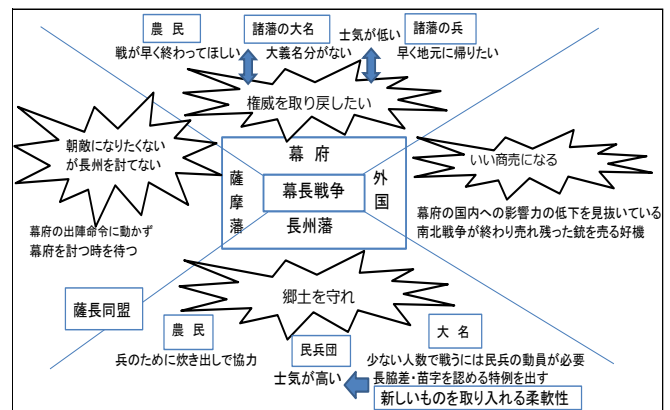 農 民
諸藩の大名
士気が低い
諸藩の兵
戦が早く終わってほしい
大義名分がない
早く地元に帰りたい
権威を取り戻したい
朝敵になりたくない
が長州を討てない
幕 府
いい商売になる
薩摩藩
幕長戦争
外国
長州藩
幕府の出陣命令に動かず
幕府を討つ時を待つ
幕府の国内への影響力の低下を見抜いている
南北戦争が終わり売れ残った銃を売る好機
郷土を守れ
薩長同盟
農 民
大 名
兵のために炊き出しで協力
民兵団
少ない人数で戦うには民兵の動員が必要
士気が高い
長脇差・苗字を認める特例を出す
新しいものを取り入れる柔軟性